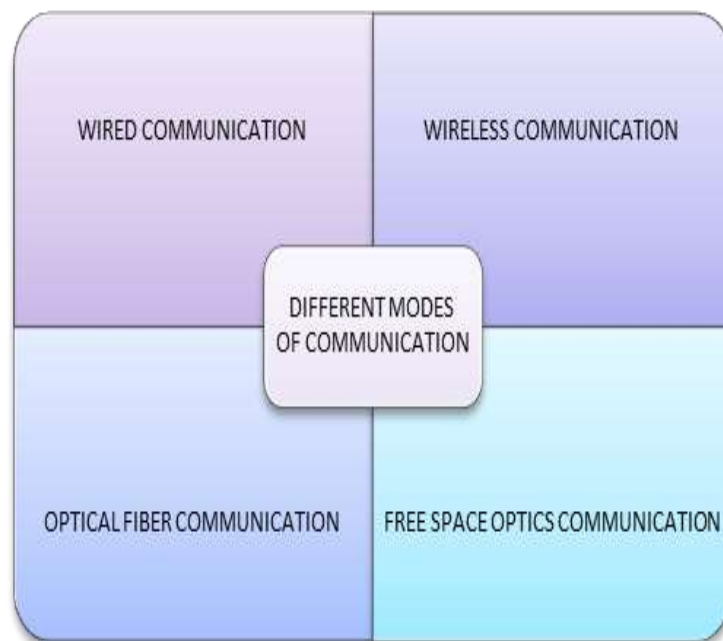 WIRED COMMUNICATION
WIRELESS COMMUNICATION
DIFFERENT MODES
OF COMMUNICATION
OPTICAL FIBER COMMUNICATION
FREE SPACE OPTICS COMMUNICATION